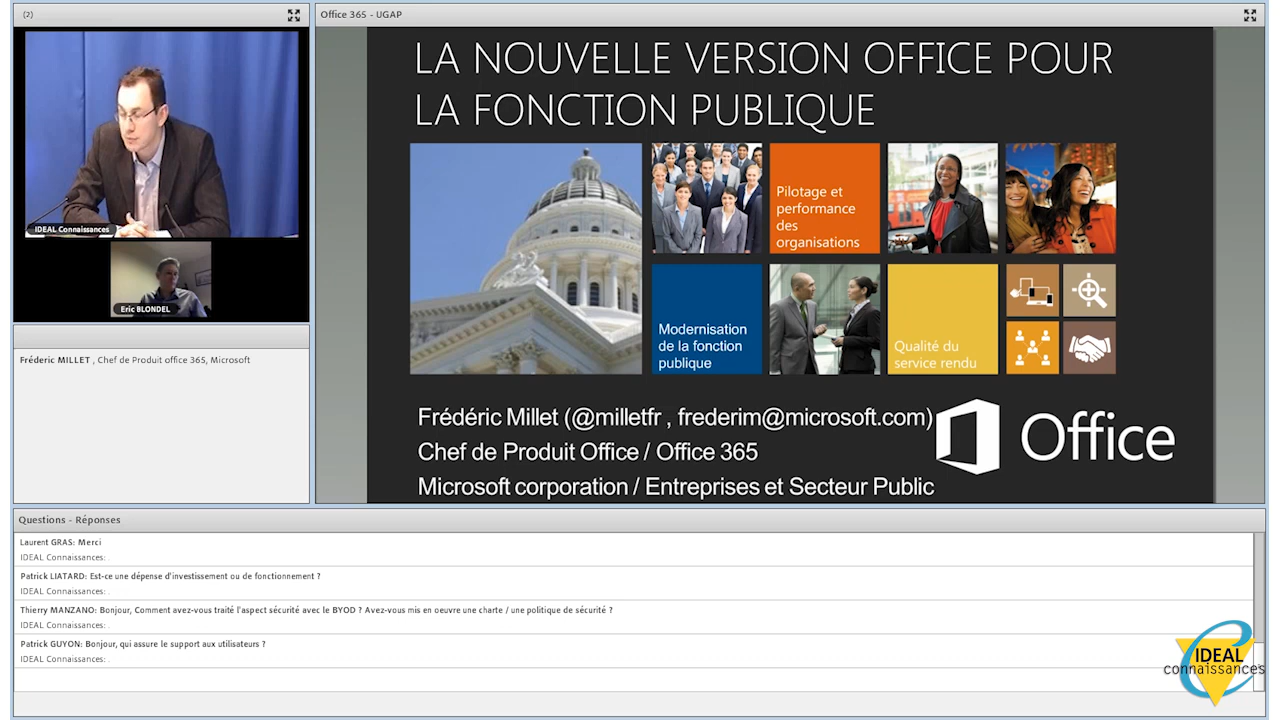 (2)
Office 365 - UGAP
IDEAL Connaissances
Eric BLONDEL
Fréderic MILLET , Chef de Produit office 365, Microsoft
LA NOUVELLE VERSION OFFICE POUR
LA FONCTION PUBLIQUE
Pilotage et
performance
des
organisations
Modernisation
de la fonction
publique
Qualité du
service rendu
Frédéric Millet (@milletfr , frederim@microsoft.com)
Chef de Produit Office / Office 365
Microsoft corporation / Entreprises et Secteur Public
Office
Questions - Réponses
Laurent GRAS: Merci
IDEAL Connaissances: .
Patrick LIATARD: Est-ce une dépense d'investissement ou de fonctionnement ?
IDEAL Connaissances: .
Thierry MANZANO: Bonjour, Comment avez-vous traité l'aspect sécurité avec le BYOD ? Avez-vous mis en oeuvre une charte / une politique de sécurité ?
IDEAL Connaissances: .
Patrick GUYON: Bonjour, qui assure le support aux utilisateurs ?
IDEAL Connaissances: .
IDEAL
connaissances